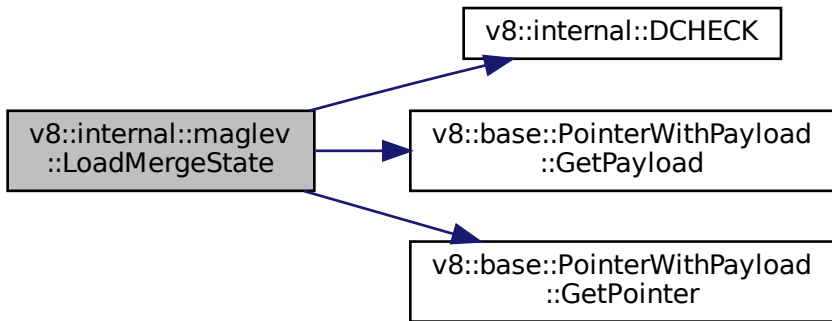 v8::internal::DCHECK
v8::internal::maglev
::LoadMergeState
v8::base::PointerWithPayload
::GetPayload
v8::base::PointerWithPayload
::GetPointer